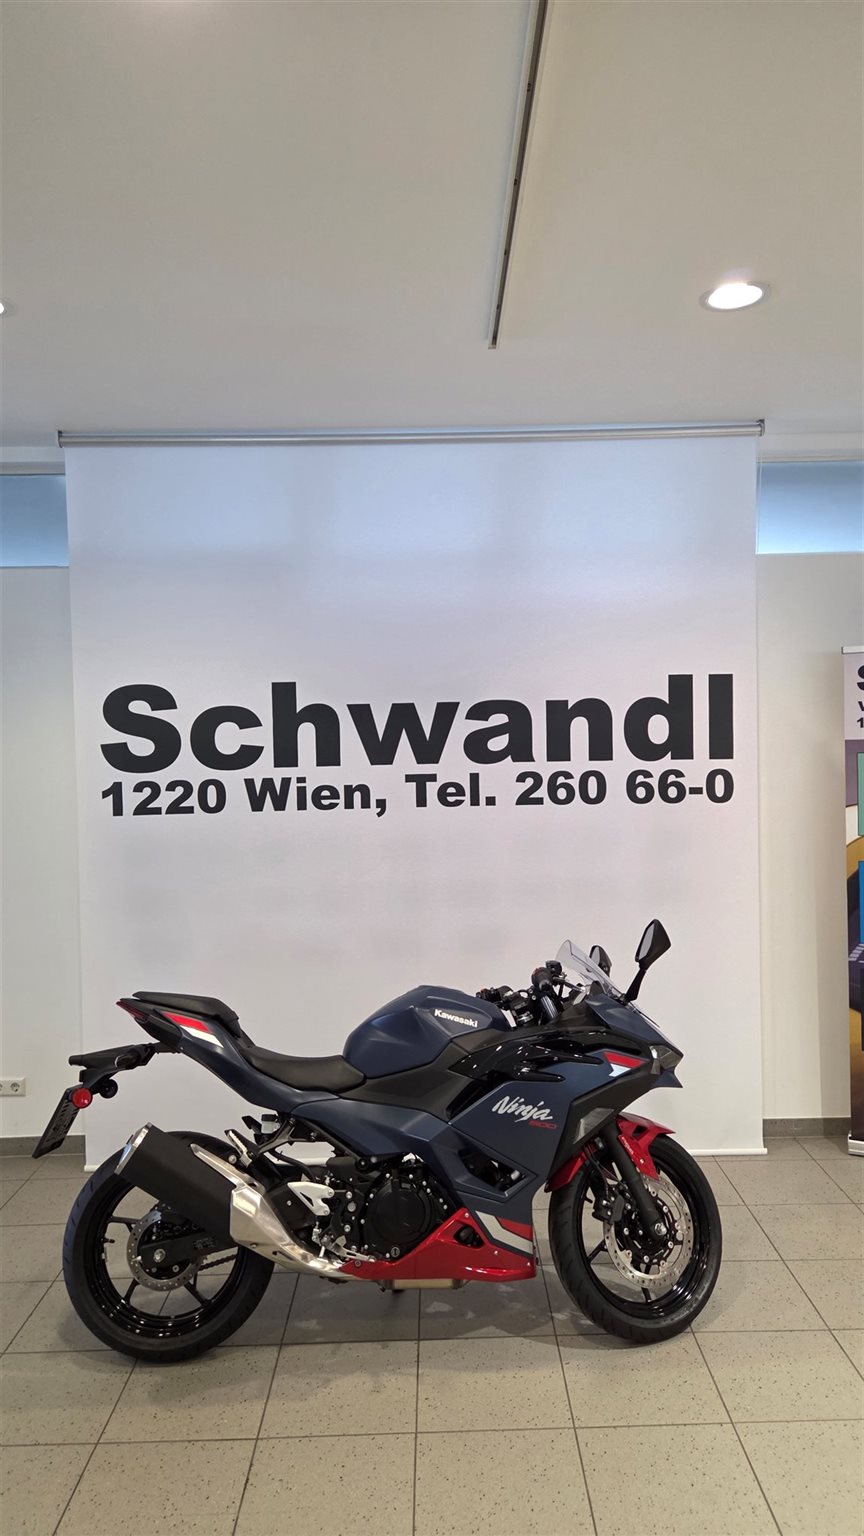 Schwandl
1220 Wien, Tel. 260 66-0
Kawasaki
Ninja
500